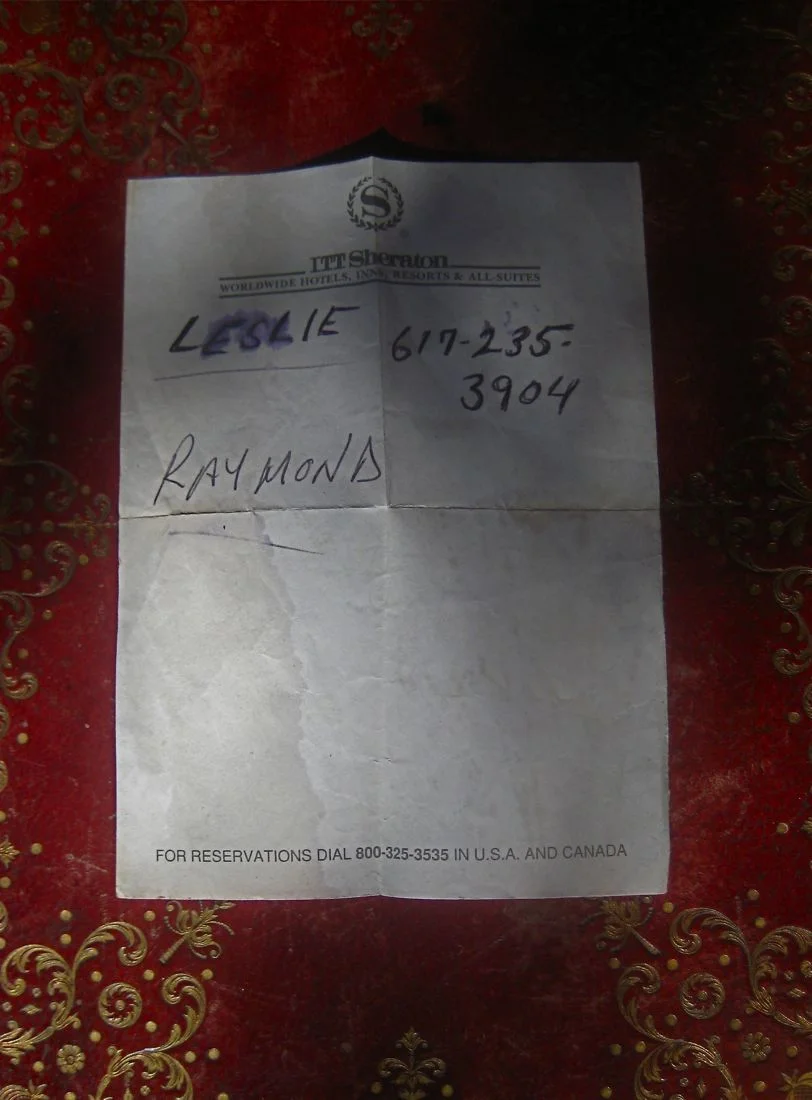 S
ITT Sheraton
WORLDWIDE HOTELS, INNS, RESORTS & ALL-SUITES
LESLIE 617-235-
3904
RAYMOND
FOR RESERVATIONS DIAL 800-325-3535 IN U.S.A. AND CANADA